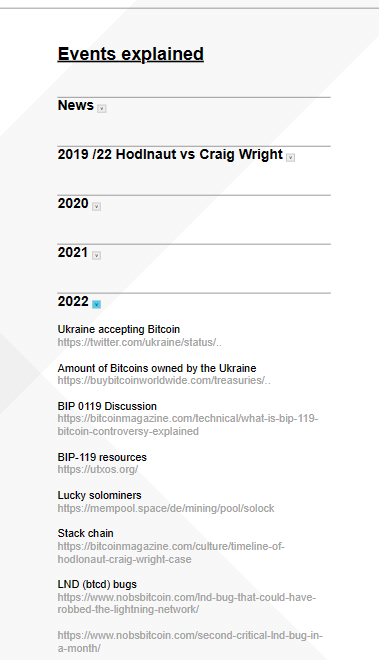 Events explained
News
2019 /22 Hodlnaut vs Craig Wright
2020
2021
2022
Ukraine accepting Bitcoin
https://twitter.com/ukraine/status/..
Amount of Bitcoins owned by the Ukraine
https://buybitcoinworldwide.com/treasuries/..
BIP 0119 Discussion
https://bitcoinmagazine.com/technical/what-is-bip-119-
bitcoin-controversy-explained
BIP-119 resources
https://utxos.org/
Lucky solominers
https://mempool.space/de/mining/pool/solock
Stack chain
https://bitcoinmagazine.com/culture/timeline-of-
hodlonaut-craig-wright-case
LND (btcd) bugs
https://www.nobsbitcoin.com/lnd-bug-that-could-have-
robbed-the-lightning-network/
https://www.nobsbitcoin.com/second-critical-lnd-bug-in-
a-month/